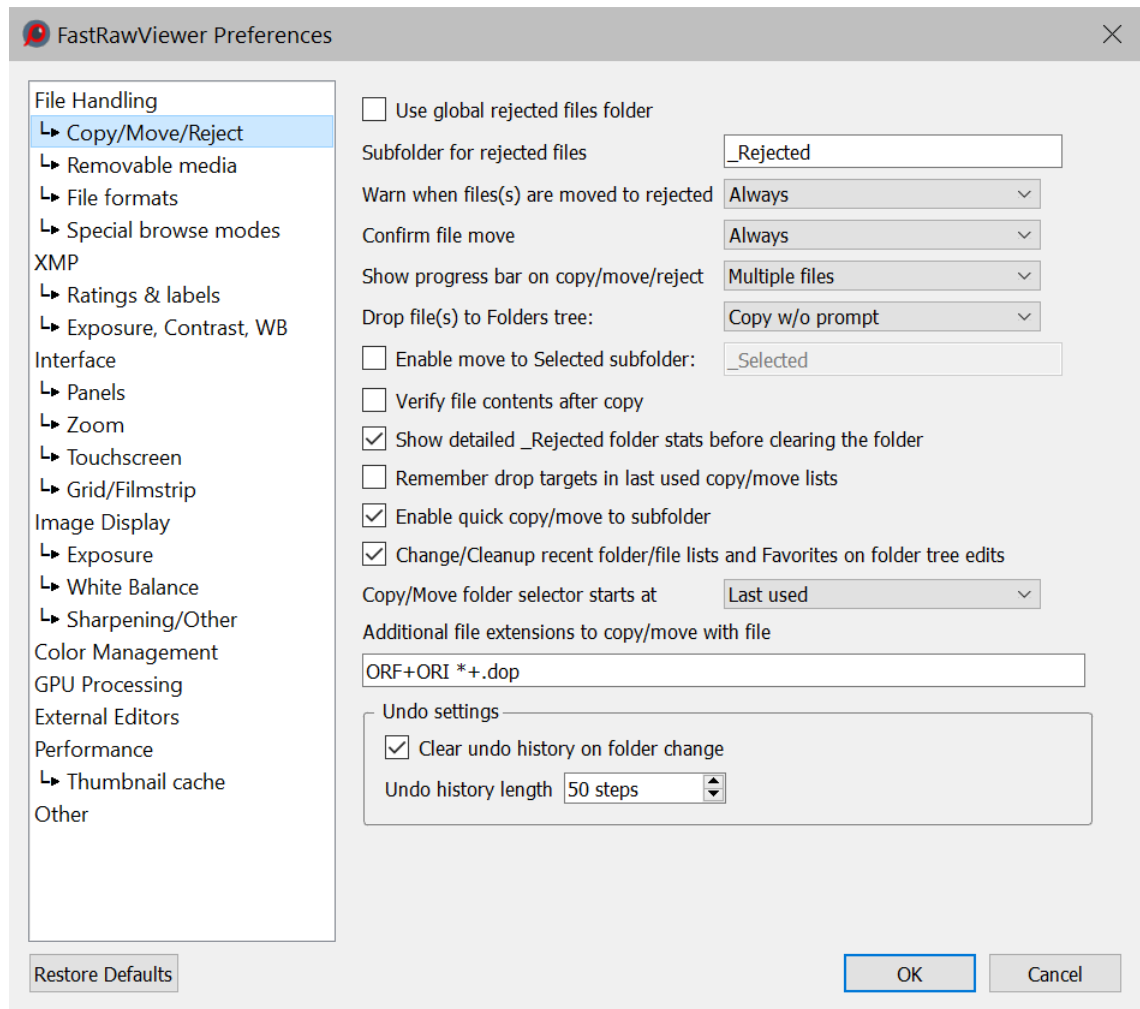 FastRawViewer Preferences
File Handling
Copy/Move/Reject
Removable media
File formats
Special browse modes
XMP
Ratings & labels
Exposure, Contrast, WB
Interface
Panels
Zoom
Touchscreen
Grid/Filmstrip
Image Display
Exposure
White Balance
Sharpening/Other
Color Management
GPU Processing
External Editors
Performance
Thumbnail cache
Other
Use global rejected files folder
Subfolder for rejected files _Rejected
Warn when files(s) are moved to rejected Always
Confirm file move Always
Show progress bar on copy/move/reject Multiple files
Drop file(s) to Folders tree: Copy w/o prompt
Enable move to Selected subfolder: _Selected
Verify file contents after copy
Show detailed _Rejected folder stats before clearing the folder
Remember drop targets in last used copy/move lists
Enable quick copy/move to subfolder
Change/Cleanup recent folder/file lists and Favorites on folder tree edits
Copy/Move folder selector starts at Last used
Additional file extensions to copy/move with file
ORF+ORI *+.dop
Undo settings
Clear undo history on folder change
Undo history length 50 steps
Restore Defaults OK Cancel